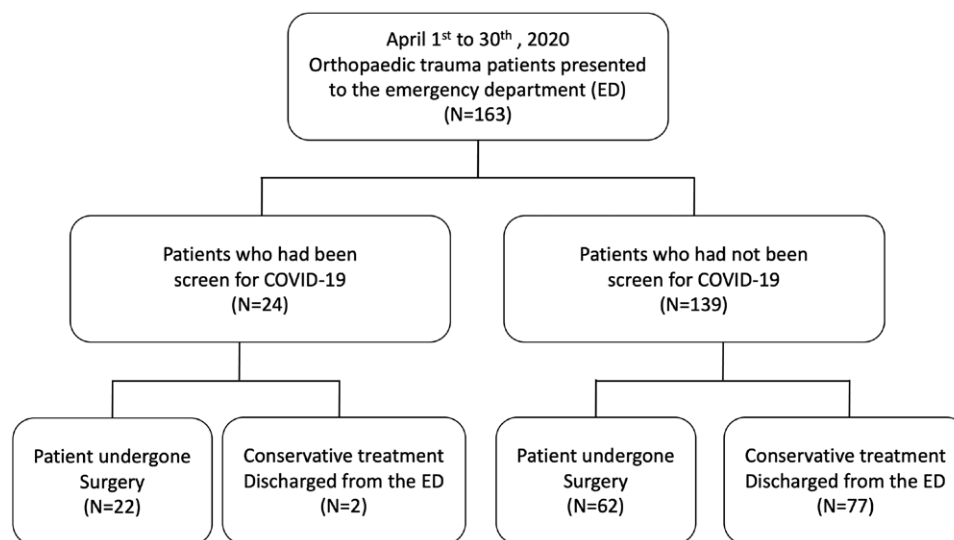 April 1st to 30th , 2020
Orthopaedic trauma patients presented
to the emergency department (ED)
(N=163)
Patients who had been
screen for COVID-19
(N=24)
Patients who had not been
screen for COVID-19
(N=139)
Patient undergone
Surgery
(N=22)
Conservative treatment
Discharged from the ED
(N=2)
Patient undergone
Surgery
(N=62)
Conservative treatment
Discharged from the ED
(N=77)